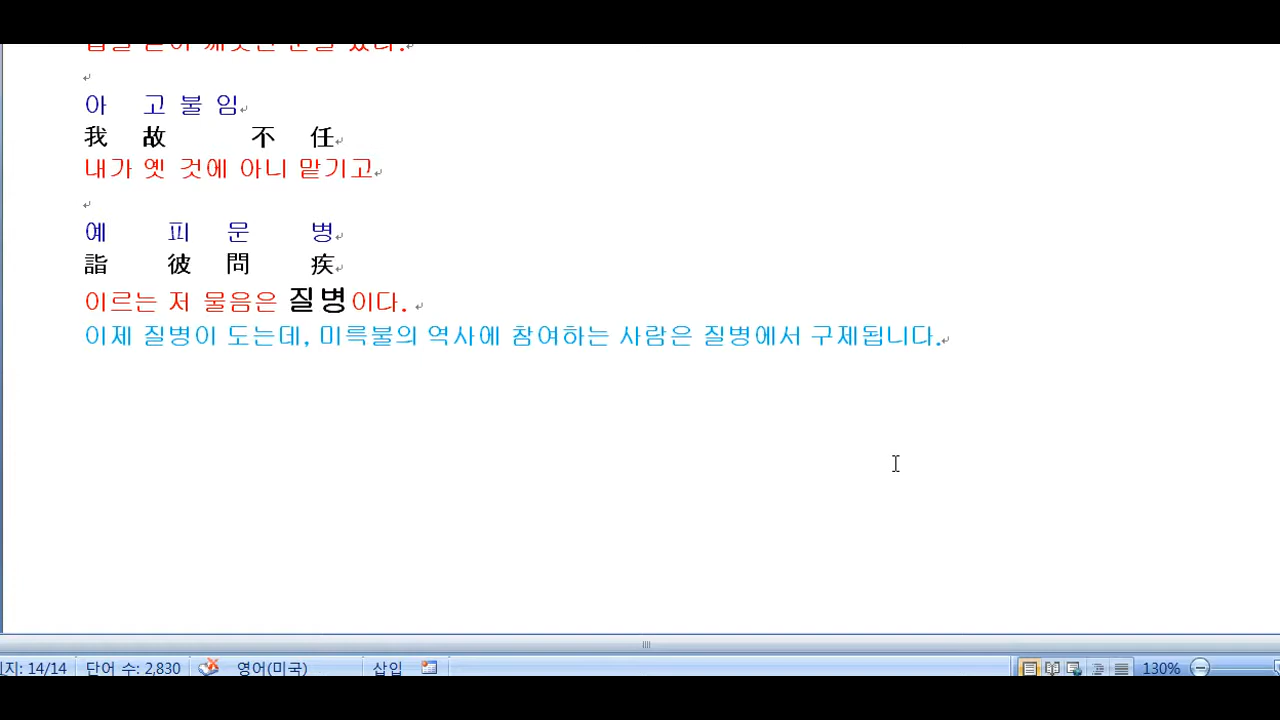 아 고 불 임
我 故 不 任
내가 옛 것에 아니 맡기고
예 피 문 병
詣 彼 問 疾
이르는 저 물음은 질병이다.
이제 질병이 도는데, 미륵불의 역사에 참여하는 사람은 질병에서 구제됩니다.
지: 14/14 단어 수: 2,830 영어(미국) 삽입 130%